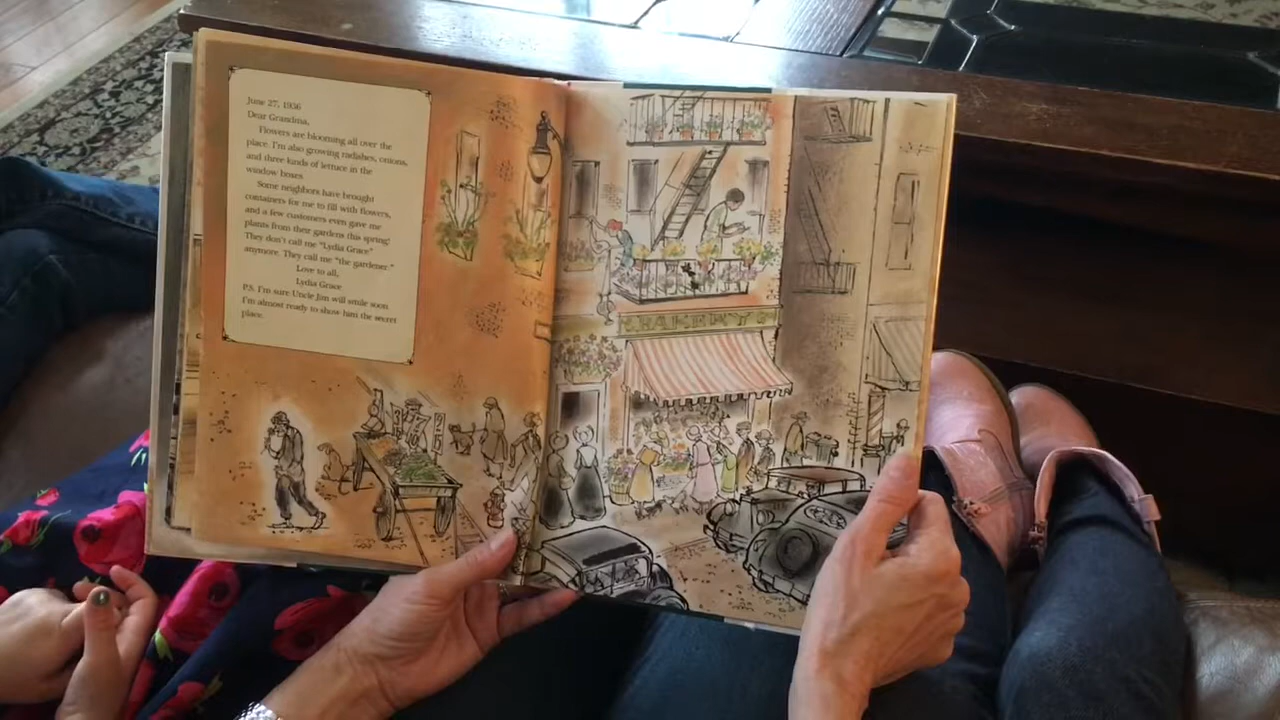 June 27, 1936
Dear Grandma,
Flowers are blooming all over the
place. I'm also growing radishes, onions,
and three kinds of lettuce in the
window boxes.
Some neighbors have brought
containers for me to fill with flowers,
and a few customers even gave me
plants from their gardens this spring!
They don't call me "Lydia Grace"
anymore. They call me "the gardener."
Love to all,
Lydia Grace
P.S. I'm sure Uncle Jim will smile soon.
I'm almost ready to show him the secret
place.
BAKERY